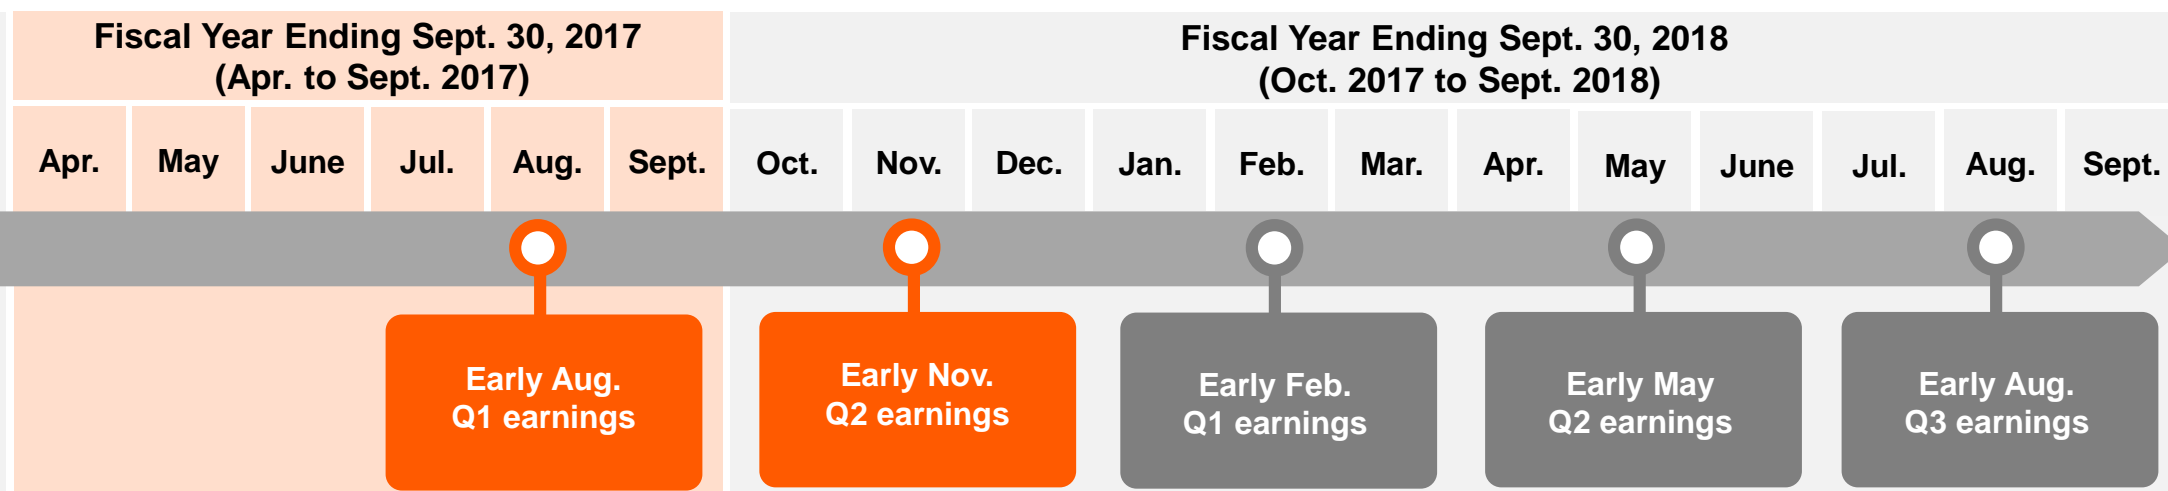 Fiscal Year Ending Sept. 30, 2017
(Apr. to Sept. 2017)
Fiscal Year Ending Sept. 30, 2018
(Oct. 2017 to Sept. 2018)
Apr. May June Jul. Aug. Sept. Oct. Nov. Dec. Jan. Feb. Mar. Apr. May June Jul. Aug. Sept.
Early Aug.
Q1 earnings
Early Nov.
Q2 earnings
Early Feb.
Q1 earnings
Early May
Q2 earnings
Early Aug.
Q3 earnings